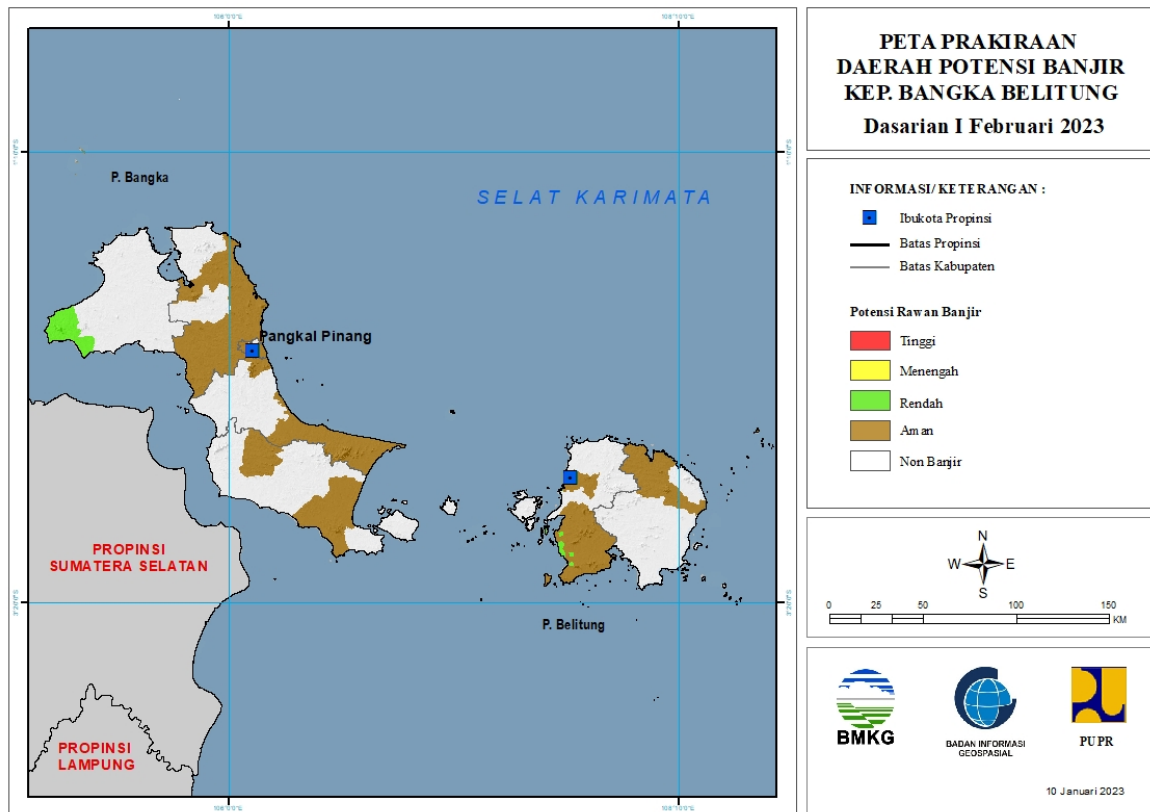 PETA PRAKIRAAN
DAERAH POTENSI BANJIR
KEP. BANGKA BELITUNG
Dasarian I Februari 2023
INFORMASI/KETERANGAN :
Ibukota Propinsi
Batas Propinsi
Batas Kabupaten
Potensi Rawan Banjir
Tinggi
Menengah
Rendah
Aman
Non Banjir
N
W E
S
0 25 50 100 150
KM
BMKG
BADAN INFORMASI
GEOSPASIAL
PUPR
10 Januari 2023
P. Bangka
SELAT KARIMATA
Pangkal Pinang
PROPINSI
SUMATERA SELATAN
P. Belitung
PROPINSI
LAMPUNG